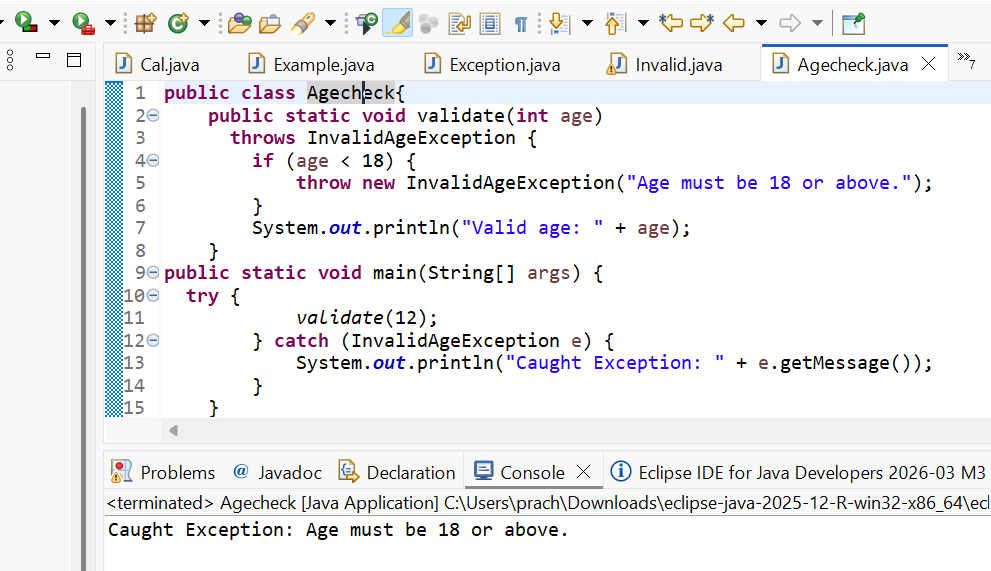 Cal.java Example.java Exception.java Invalid.java Agecheck.java »7
1 public class Agecheck{
2 public static void validate(int age)
3 throws InvalidAgeException {
4 if (age < 18) {
5 throw new InvalidAgeException("Age must be 18 or above.");
6 }
7 System.out.println("Valid age: " + age);
8 }
9 public static void main(String[] args) {
10 try {
11 validate(12);
12 } catch (InvalidAgeException e) {
13 System.out.println("Caught Exception: " + e.getMessage());
14 }
15 }
Problems @ Javadoc Declaration Console Eclipse IDE for Java Developers 2026-03 M3
<terminated> Agecheck [Java Application] C:\Users\prach\Downloads\eclipse-java-2025-12-R-win32-x86_64\ecl
Caught Exception: Age must be 18 or above.